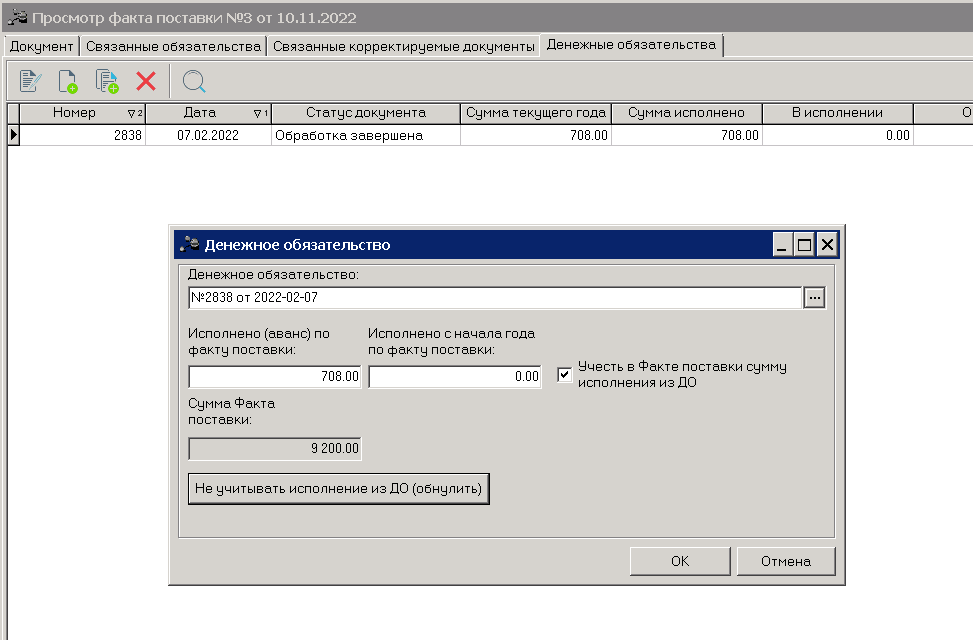 Просмотр факта поставки №3 от 10.11.2022
Документ Связанные обязательства Связанные корректируемые документы Денежные обязательства
Номер 2 Дата 1 Статус документа Сумма текущего года Сумма исполнено В исполнении О
2838 07.02.2022 Обработка завершена 708.00 708.00 0.00
Денежное обязательство
Денежное обязательство:
№2838 от 2022-02-07 ...
Исполнено (аванс) по Исполнено с начала года
факту поставки: по факту поставки:
Учесть в Факте поставки сумму
708.00 0.00
исполнения из ДО
Сумма Факта
поставки:
9 200.00
Не учитывать исполнение из ДО (обнулить)
OK Отмена